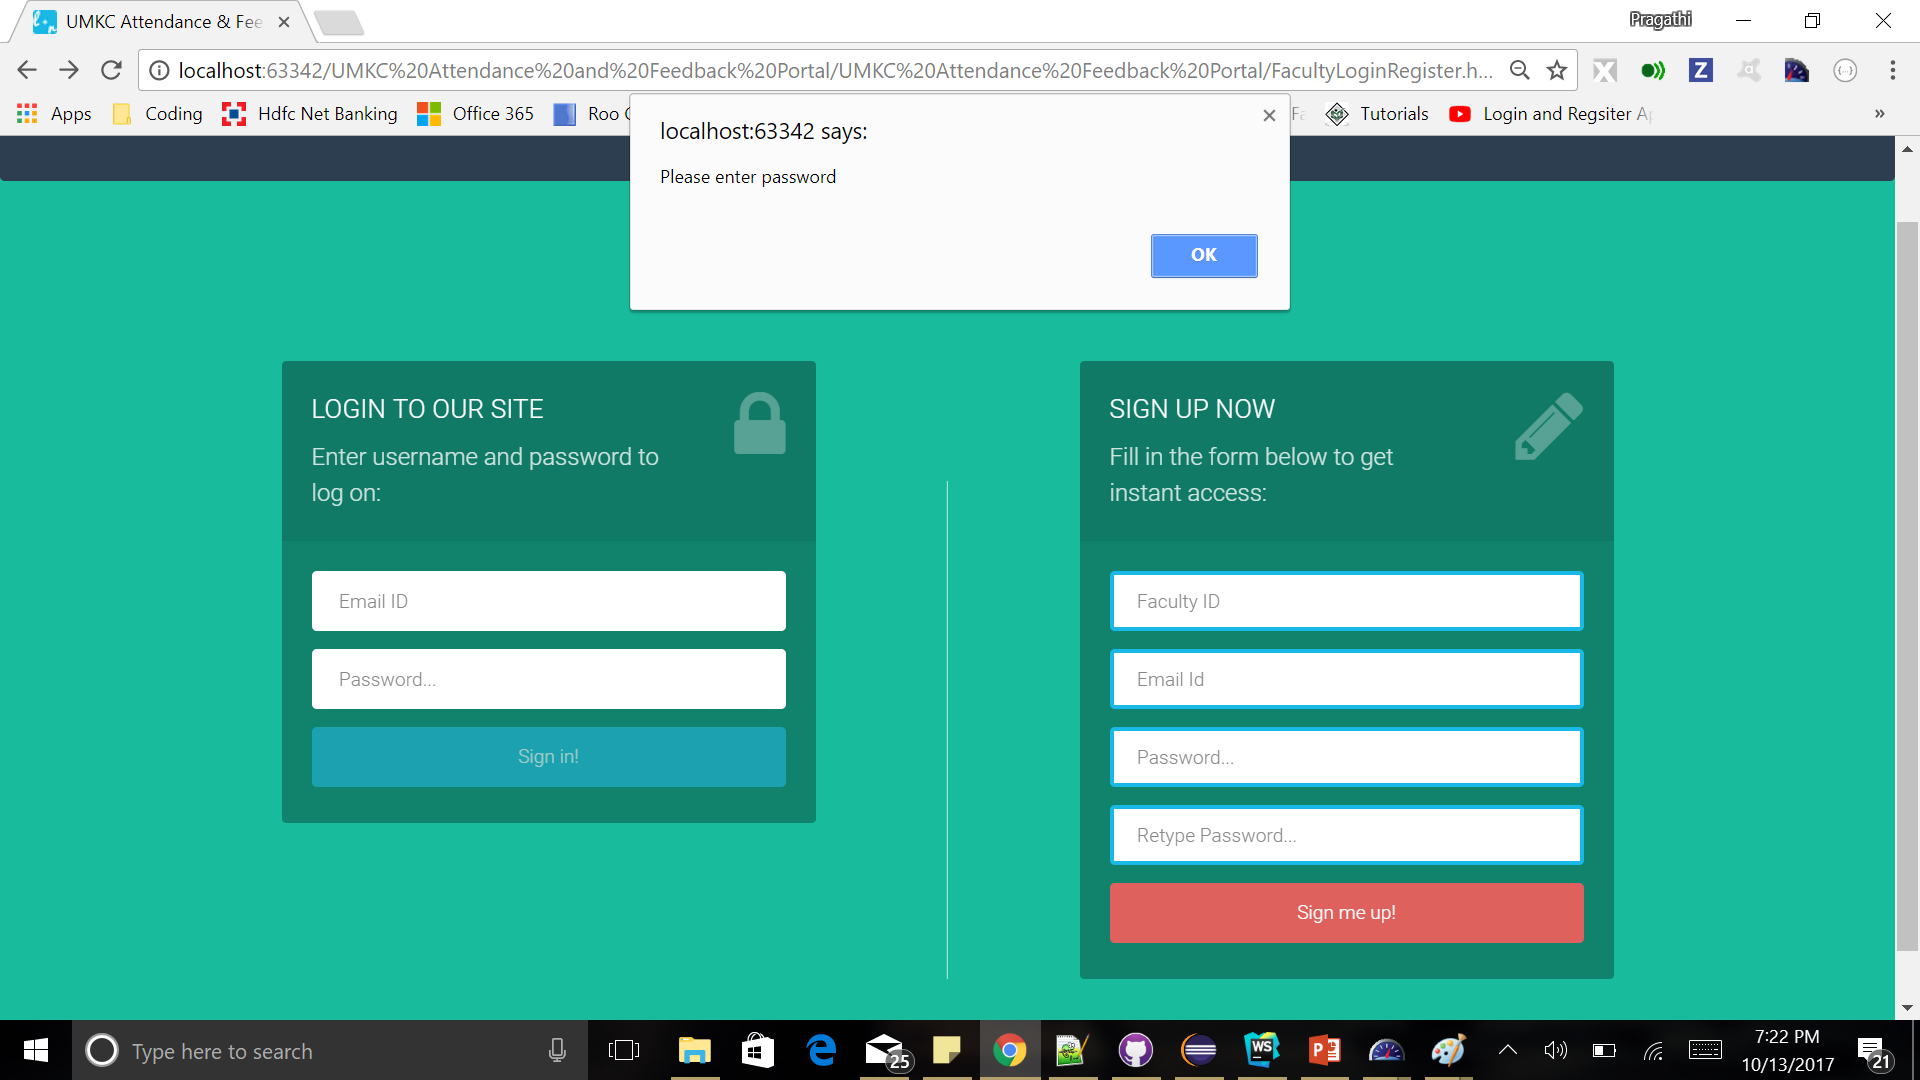 UMKC Attendance & Fee
Pragathi
localhost:63342/UMKC%20Attendance%20and%20Feedback%20Portal/UMKC%20Attendance%20Feedback%20Portal/FacultyLoginRegister.h...
Apps
Coding
Hdfc Net Banking
Office 365
Roo
Tutorials
Login and Regsiter A
»
localhost:63342 says:
Please enter password
OK
LOGIN TO OUR SITE
Enter username and password to
log on:
Email ID
Password...
Sign in!
SIGN UP NOW
Fill in the form below to get
instant access:
Faculty ID
Email Id
Password...
Retype Password...
Sign me up!
Type here to search
25
WS
7:22 PM
10/13/2017
21